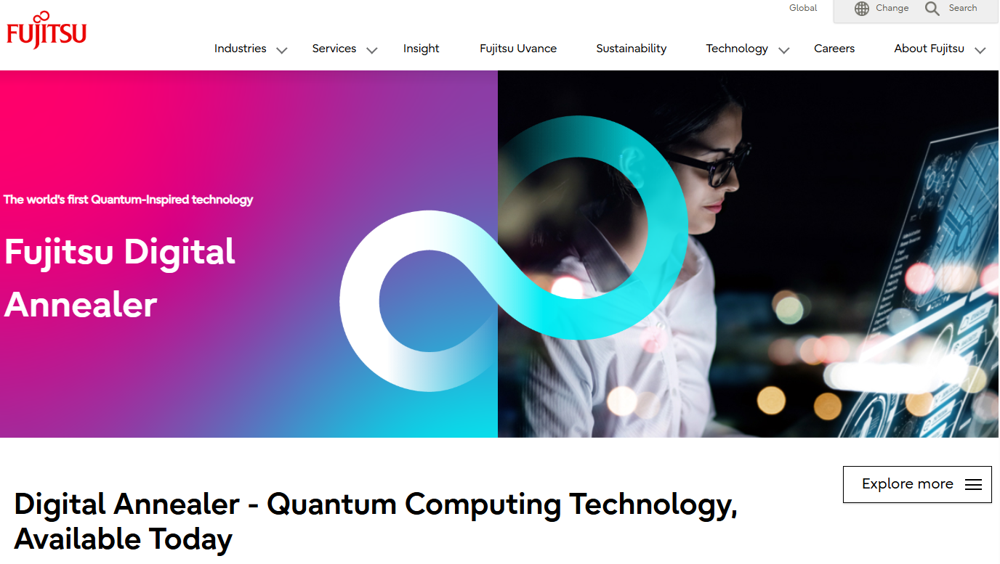 Global
Change
Search
FUJITSU
Industries
Services
Insight
Fujitsu Uvance
Sustainability
Technology
Careers
About Fujitsu
The world's first Quantum-Inspired technology
Fujitsu Digital
Annealer
Explore more
Digital Annealer - Quantum Computing Technology,
Available Today